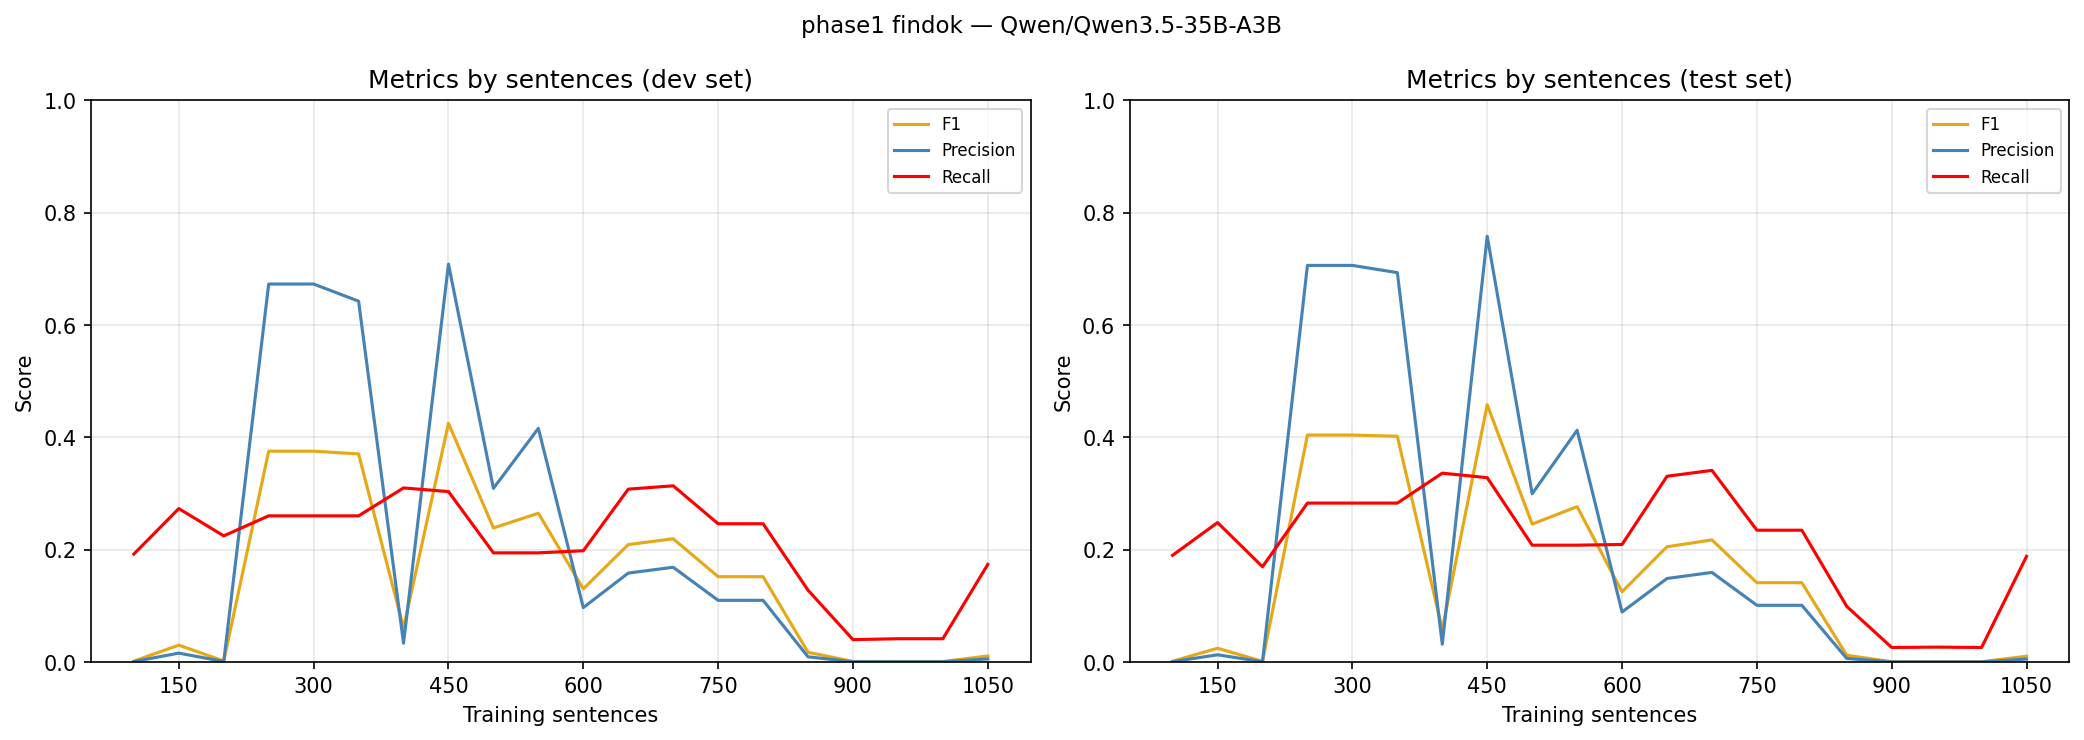 phase1 findok — Qwen/Qwen3.5-35B-A3B
Metrics by sentences (dev set)
1.0
0.8
0.6
0.4
0.2
0.0
Score
F1
Precision
Recall
150 300 450 600 750 900 1050
Training sentences
Metrics by sentences (test set)
1.0
0.8
0.6
0.4
0.2
0.0
Score
F1
Precision
Recall
150 300 450 600 750 900 1050
Training sentences